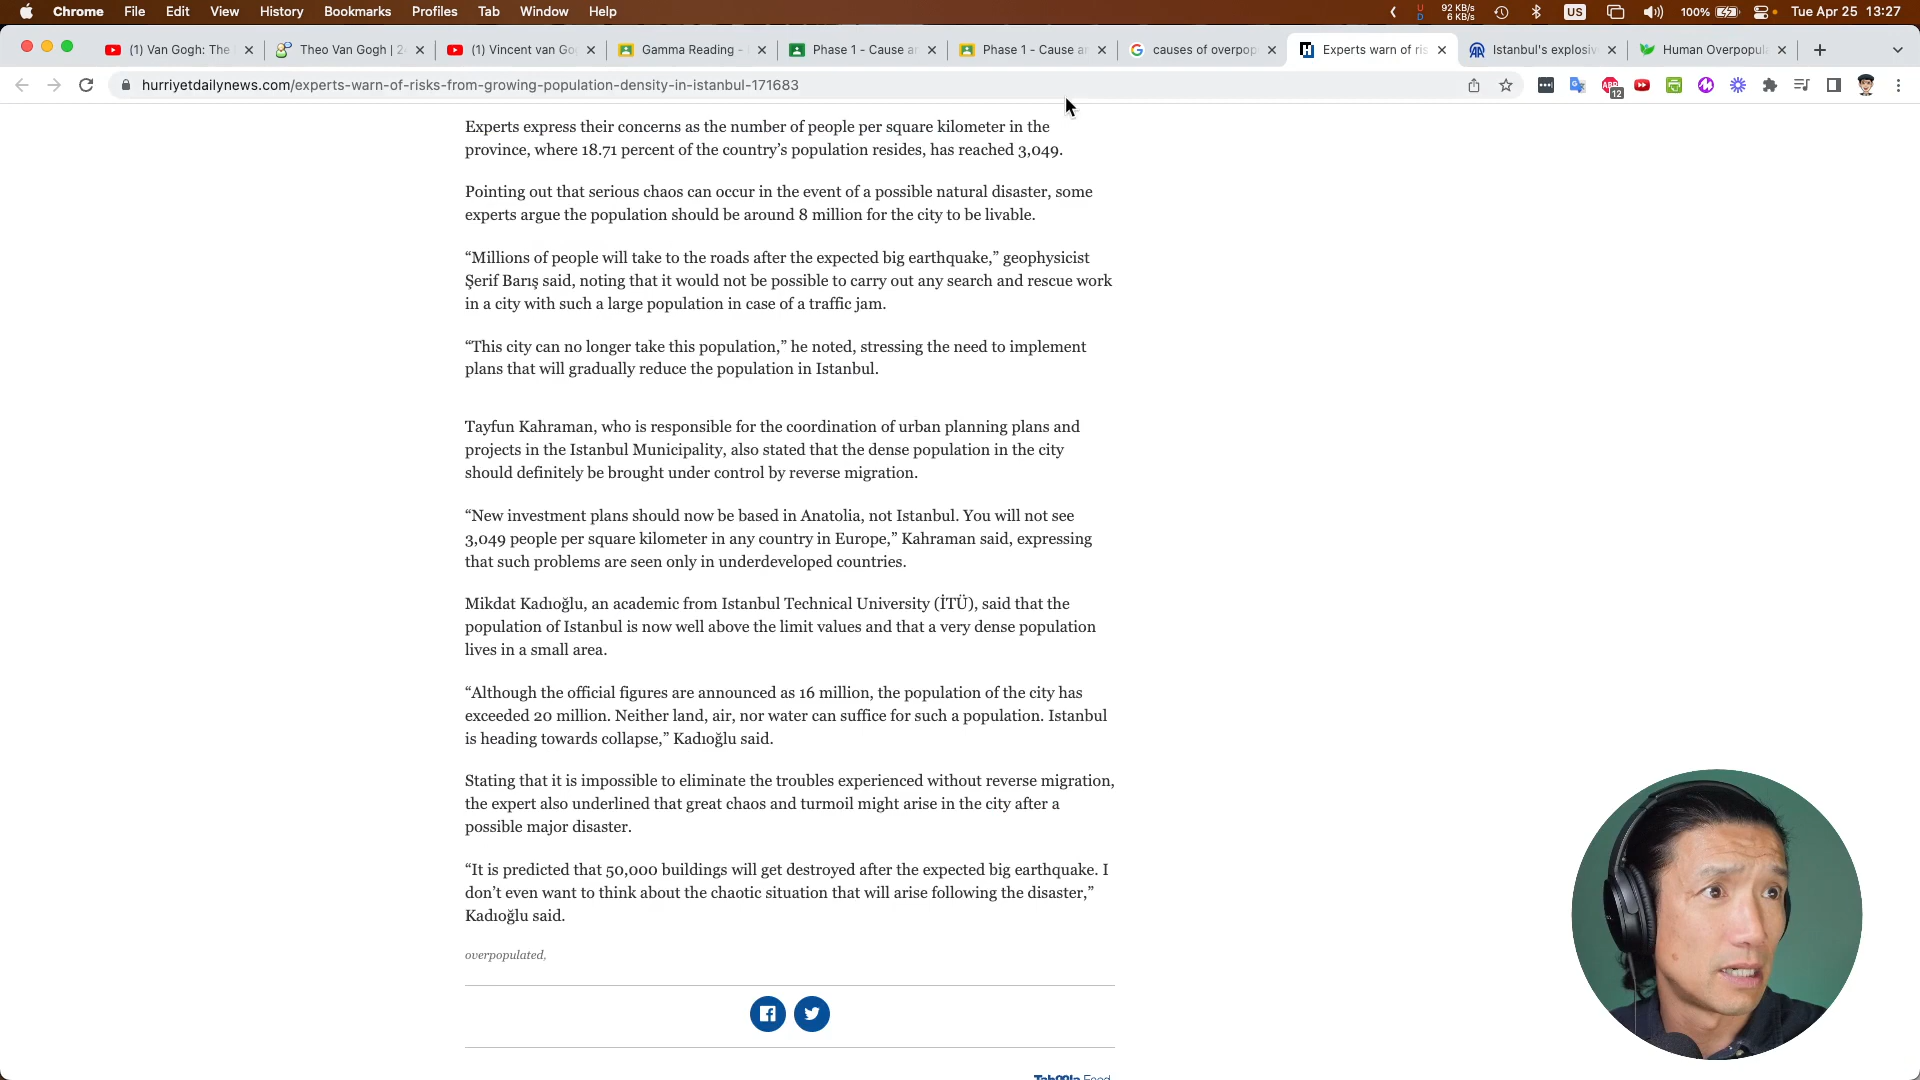 Chrome File Edit View History Bookmarks Profiles Tab Window Help
U D 92 KB/s 6 KB/s US 100% Tue Apr 25 13:27
(1) Van Gogh: The Theo Van Gogh | 2 (1) Vincent van Go Gamma Reading - Phase 1 - Cause ar Phase 1 - Cause ar causes of overpop Experts warn of ris Istanbul's explosiv Human Overpopula
hurriyetdailynews.com/experts-warn-of-risks-from-growing-population-density-in-istanbul-171683
ABP 12
Experts express their concerns as the number of people per square kilometer in the
province, where 18.71 percent of the country’s population resides, has reached 3,049.
Pointing out that serious chaos can occur in the event of a possible natural disaster, some
experts argue the population should be around 8 million for the city to be livable.
“Millions of people will take to the roads after the expected big earthquake,” geophysicist
Şerif Barış said, noting that it would not be possible to carry out any search and rescue work
in a city with such a large population in case of a traffic jam.
“This city can no longer take this population,” he noted, stressing the need to implement
plans that will gradually reduce the population in Istanbul.
Tayfun Kahraman, who is responsible for the coordination of urban planning plans and
projects in the Istanbul Municipality, also stated that the dense population in the city
should definitely be brought under control by reverse migration.
“New investment plans should now be based in Anatolia, not Istanbul. You will not see
3,049 people per square kilometer in any country in Europe,” Kahraman said, expressing
that such problems are seen only in underdeveloped countries.
Mikdat Kadıoğlu, an academic from Istanbul Technical University (İTÜ), said that the
population of Istanbul is now well above the limit values and that a very dense population
lives in a small area.
“Although the official figures are announced as 16 million, the population of the city has
exceeded 20 million. Neither land, air, nor water can suffice for such a population. Istanbul
is heading towards collapse,” Kadıoğlu said.
Stating that it is impossible to eliminate the troubles experienced without reverse migration,
the expert also underlined that great chaos and turmoil might arise in the city after a
possible major disaster.
“It is predicted that 50,000 buildings will get destroyed after the expected big earthquake. I
don’t even want to think about the chaotic situation that will arise following the disaster,”
Kadıoğlu said.
overpopulated,
Taboola Feed